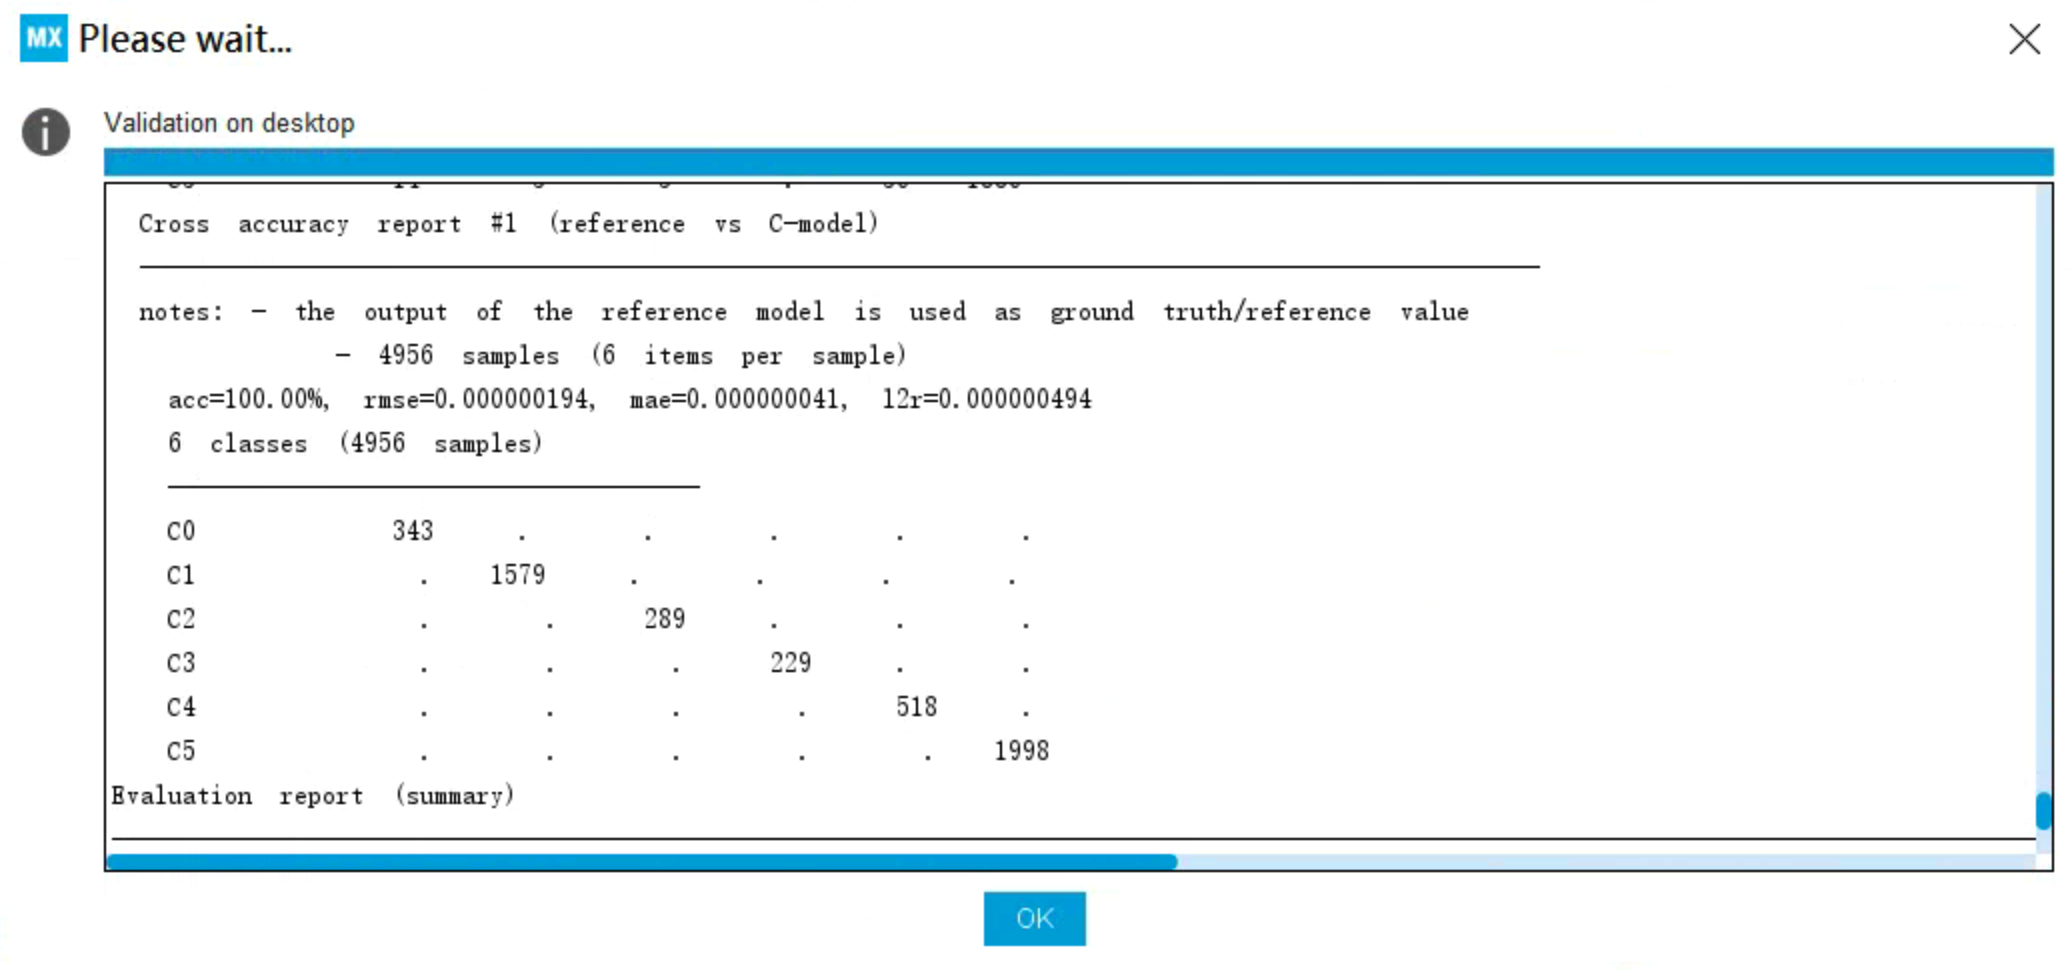 MX Please wait...
Validation on desktop
Cross accuracy report #1 (reference vs C-model)
notes: - the output of the reference model is used as ground truth/reference value
- 4956 samples (6 items per sample)
acc=100.00%, rmse=0.000000194, mae=0.000000041, l2r=0.000000494
6 classes (4956 samples)
C0 343 . . . . .
C1 . 1579 . . . .
C2 . . 289 . . .
C3 . . . 229 . .
C4 . . . . 518 .
C5 . . . . . 1998
Evaluation report (summary)
OK